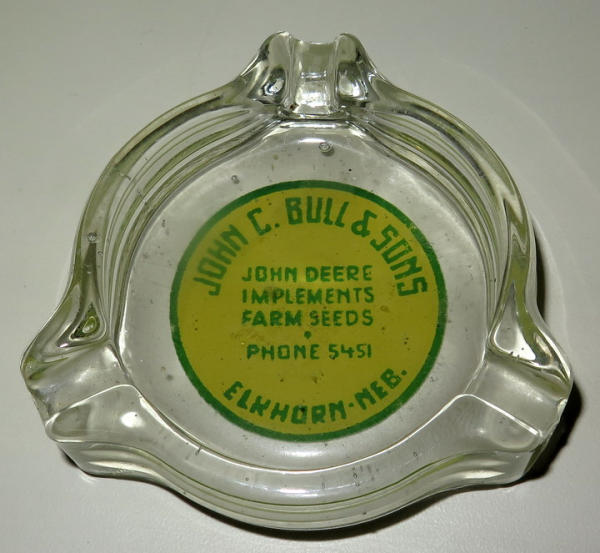 JOHN C. BULL & SONS
JOHN DEERE
IMPLEMENTS
FARM SEEDS
•
PHONE 5451
ELKHORN-NEB.